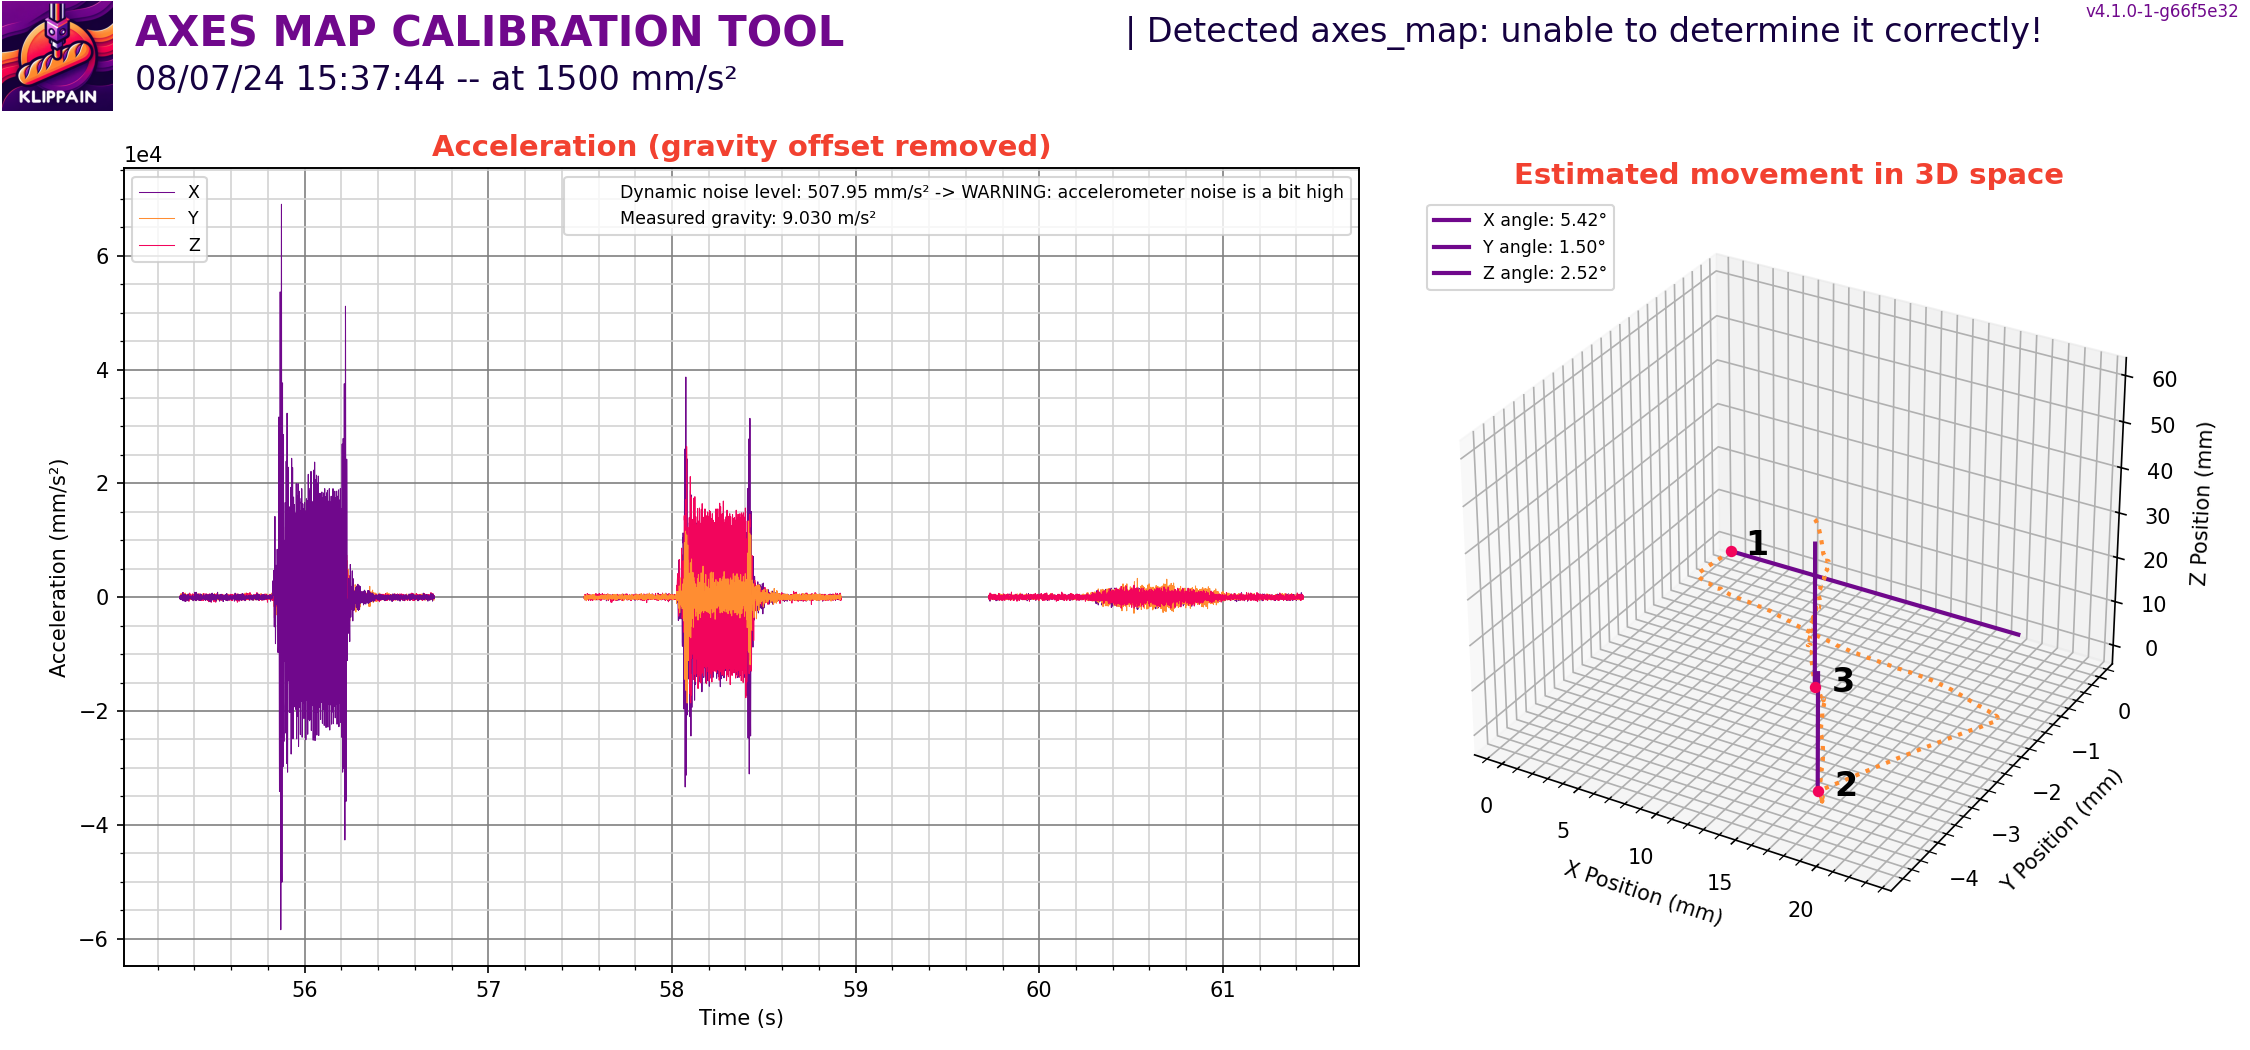 KLIPPAIN
AXES MAP CALIBRATION TOOL
08/07/24 15:37:44 -- at 1500 mm/s²
| Detected axes_map: unable to determine it correctly!
v4.1.0-1-g66f5e32
Acceleration (gravity offset removed)
1e4
X
Y
Z
Dynamic noise level: 507.95 mm/s² -> WARNING: accelerometer noise is a bit high
Measured gravity: 9.030 m/s²
Acceleration (mm/s²)
6
4
2
0
−2
−4
−6
56
57
58
59
60
61
Time (s)
Estimated movement in 3D space
X angle: 5.42°
Y angle: 1.50°
Z angle: 2.52°
1
3
2
60
50
40
30
20
10
0
Z Position (mm)
0
−1
−2
−3
−4
Y Position (mm)
0
5
10
15
20
X Position (mm)